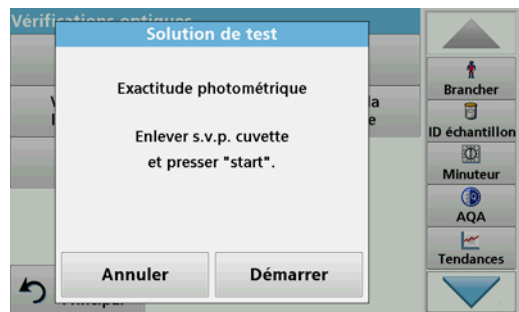 Vérifications optiques
Solution de test
Exactitude photométrique
Enlever s.v.p. cuvette
et presser "start".
Annuler
Démarrer
Principal
Brancher
ID échantillon
Minuteur
AQA
Tendances